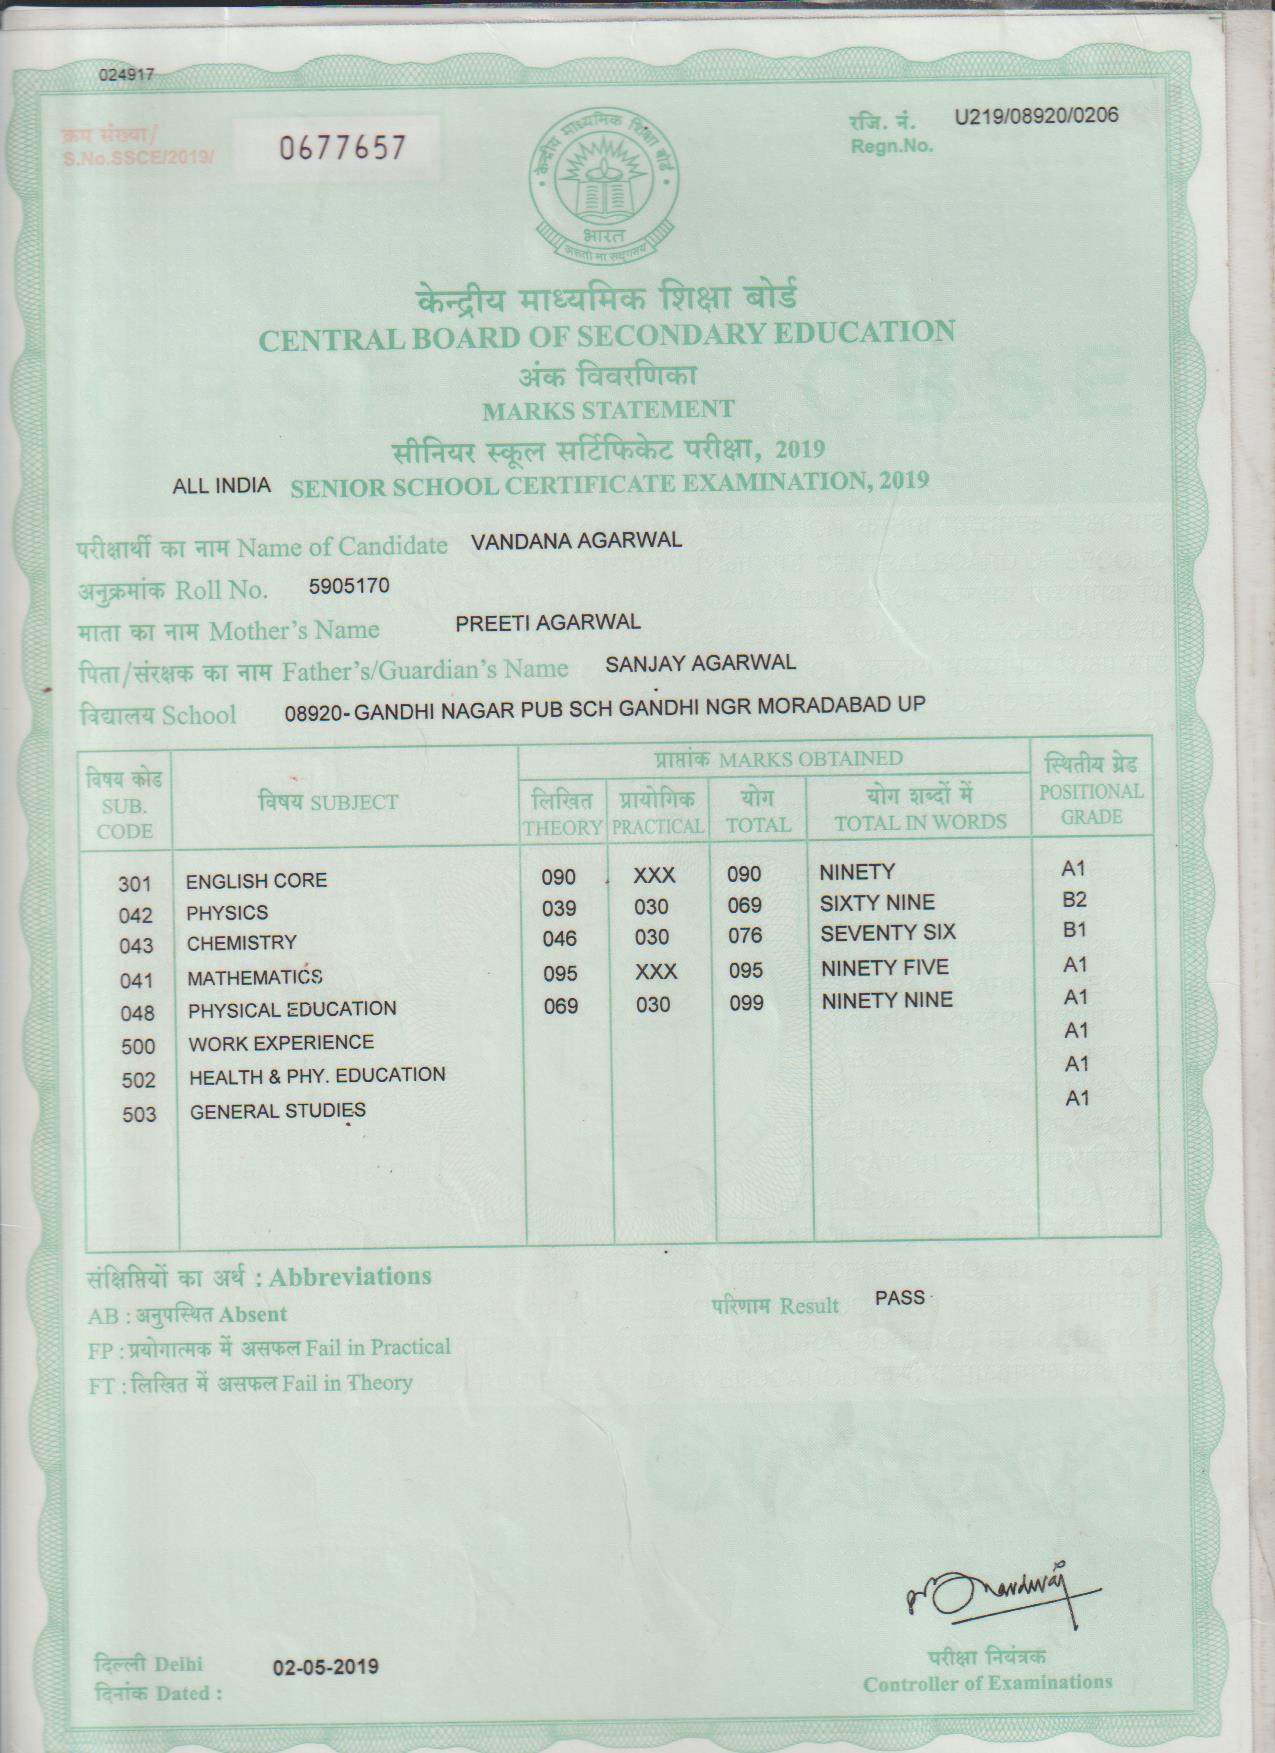 024917
क्रम संख्या/
S.No.SSCE/2019/ 0677657
रजि. नं. U219/08920/0206
Regn.No.
केन्द्रीय माध्यमिक शिक्षा बोर्ड
भारत
असतो मा सद्गमय
केन्द्रीय माध्यमिक शिक्षा बोर्ड
CENTRAL BOARD OF SECONDARY EDUCATION
अंक विवरणिका
MARKS STATEMENT
सीनियर स्कूल सर्टिफिकेट परीक्षा, 2019
ALL INDIA SENIOR SCHOOL CERTIFICATE EXAMINATION, 2019
परीक्षार्थी का नाम Name of Candidate VANDANA AGARWAL
अनुक्रमांक Roll No. 5905170
माता का नाम Mother's Name PREETI AGARWAL
पिता/संरक्षक का नाम Father's/Guardian's Name SANJAY AGARWAL
विद्यालय School 08920-GANDHI NAGAR PUB SCH GANDHI NGR MORADABAD UP
विषय कोड SUB. CODE विषय SUBJECT प्राप्तांक MARKS OBTAINED स्थितीय ग्रेड POSITIONAL GRADE
लिखित THEORY प्रायोगिक PRACTICAL योग TOTAL योग शब्दों में TOTAL IN WORDS
301 ENGLISH CORE 090 XXX 090 NINETY A1
042 PHYSICS 039 030 069 SIXTY NINE B2
043 CHEMISTRY 046 030 076 SEVENTY SIX B1
041 MATHEMATICS 095 XXX 095 NINETY FIVE A1
048 PHYSICAL EDUCATION 069 030 099 NINETY NINE A1
500 WORK EXPERIENCE A1
502 HEALTH & PHY. EDUCATION A1
503 GENERAL STUDIES A1
संक्षिप्तियों का अर्थ : Abbreviations
AB : अनुपस्थित Absent
परिणाम Result PASS
FP : प्रयोगात्मक में असफल Fail in Practical
FT : लिखित में असफल Fail in Theory
दिल्ली Delhi
दिनांक Dated : 02-05-2019
परीक्षा नियंत्रक
Controller of Examinations